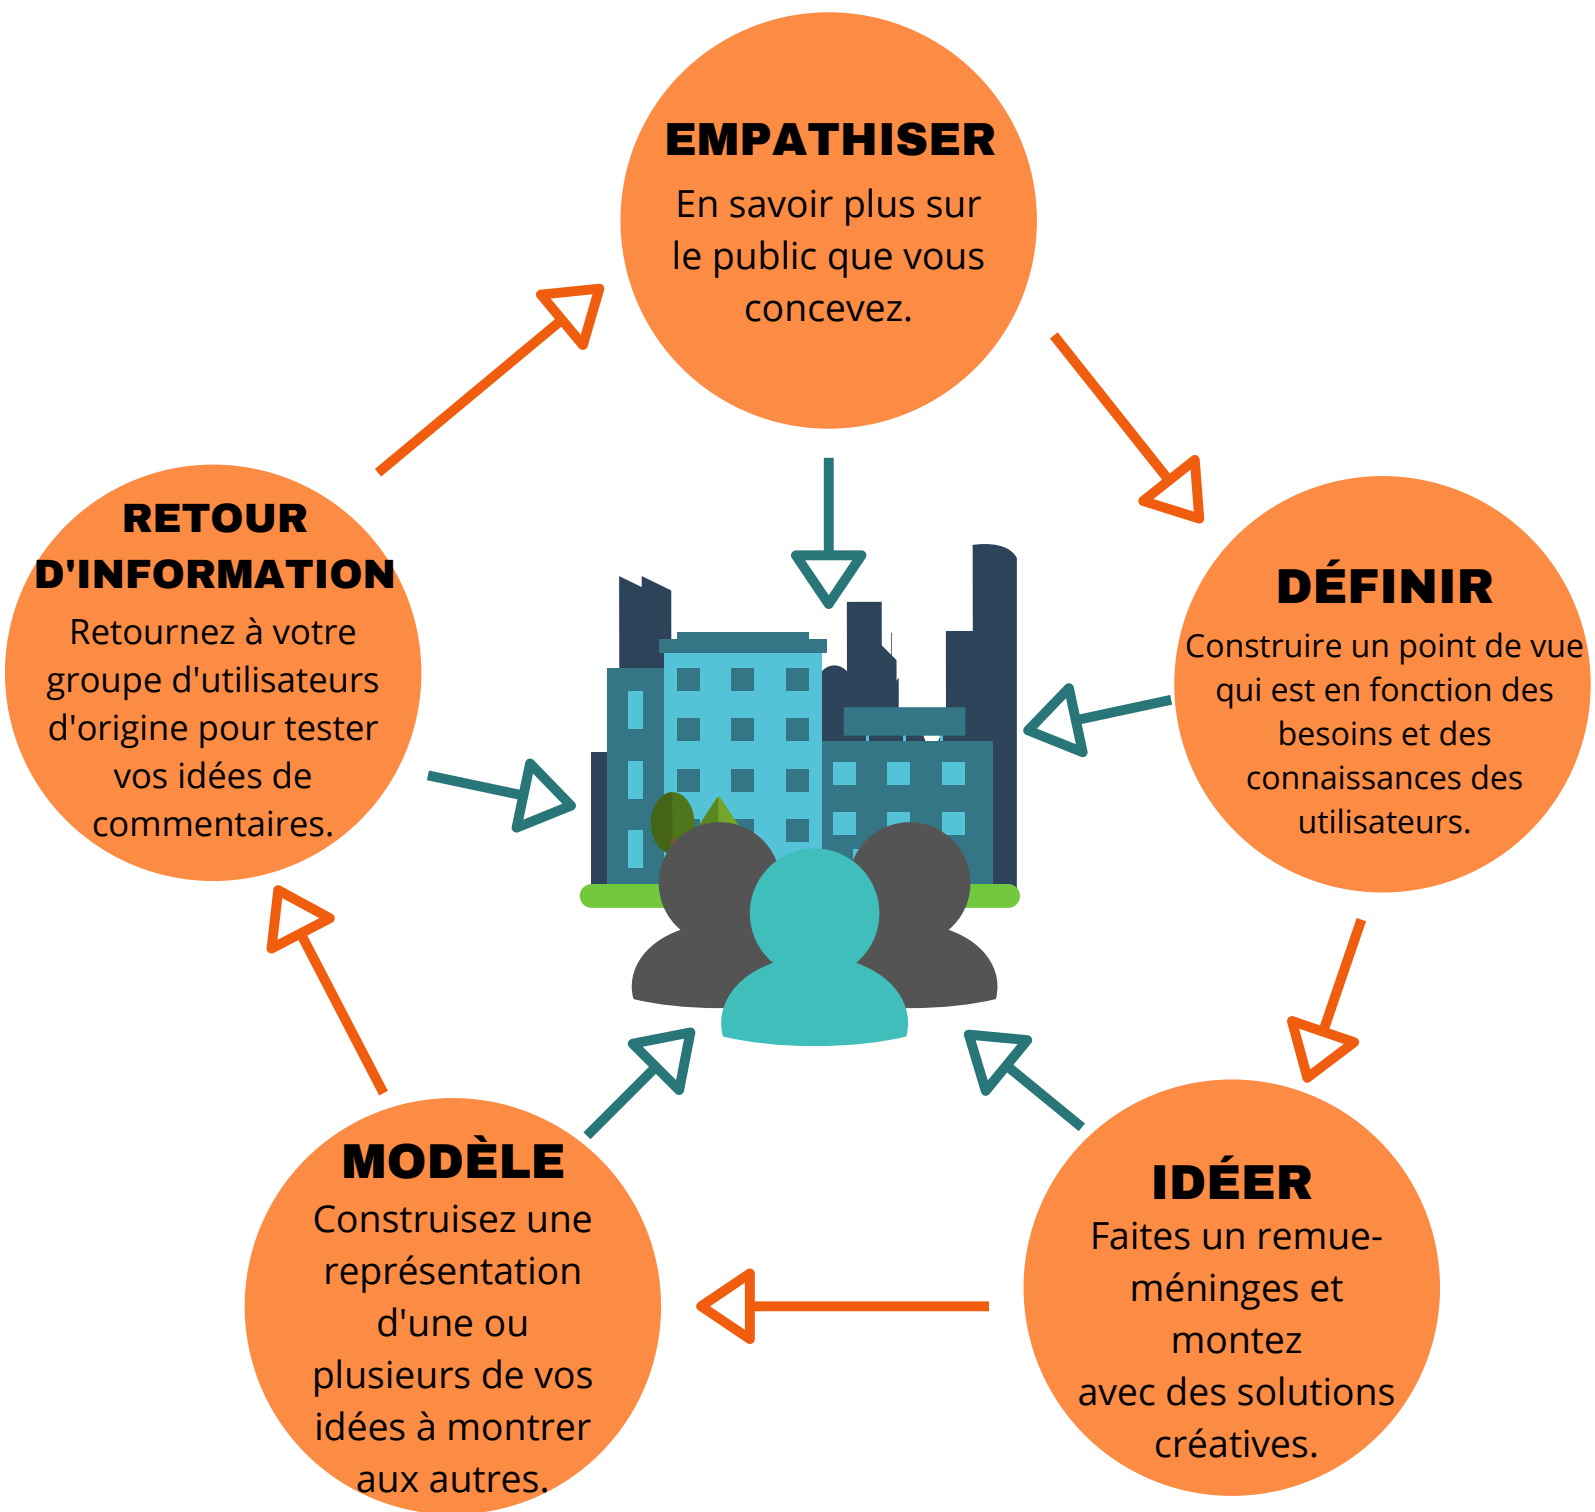 EMPATHISER
En savoir plus sur
le public que vous
concevez.
DÉFINIR
Construire un point de vue
qui est en fonction des
besoins et des
connaissances des
utilisateurs.
IDÉER
Faites un remue-
méninges et
montez
avec des solutions
créatives.
MODÈLE
Construisez une
représentation
d'une ou
plusieurs de vos
idées à montrer
aux autres.
RETOUR
D'INFORMATION
Retournez à votre
groupe d'utilisateurs
d'origine pour tester
vos idées de
commentaires.